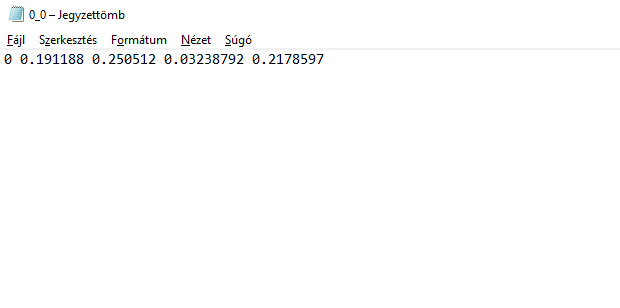 0_0 – Jegyzettömb
Fájl Szerkesztés Formátum Nézet Súgó
0 0.191188 0.250512 0.03238792 0.2178597